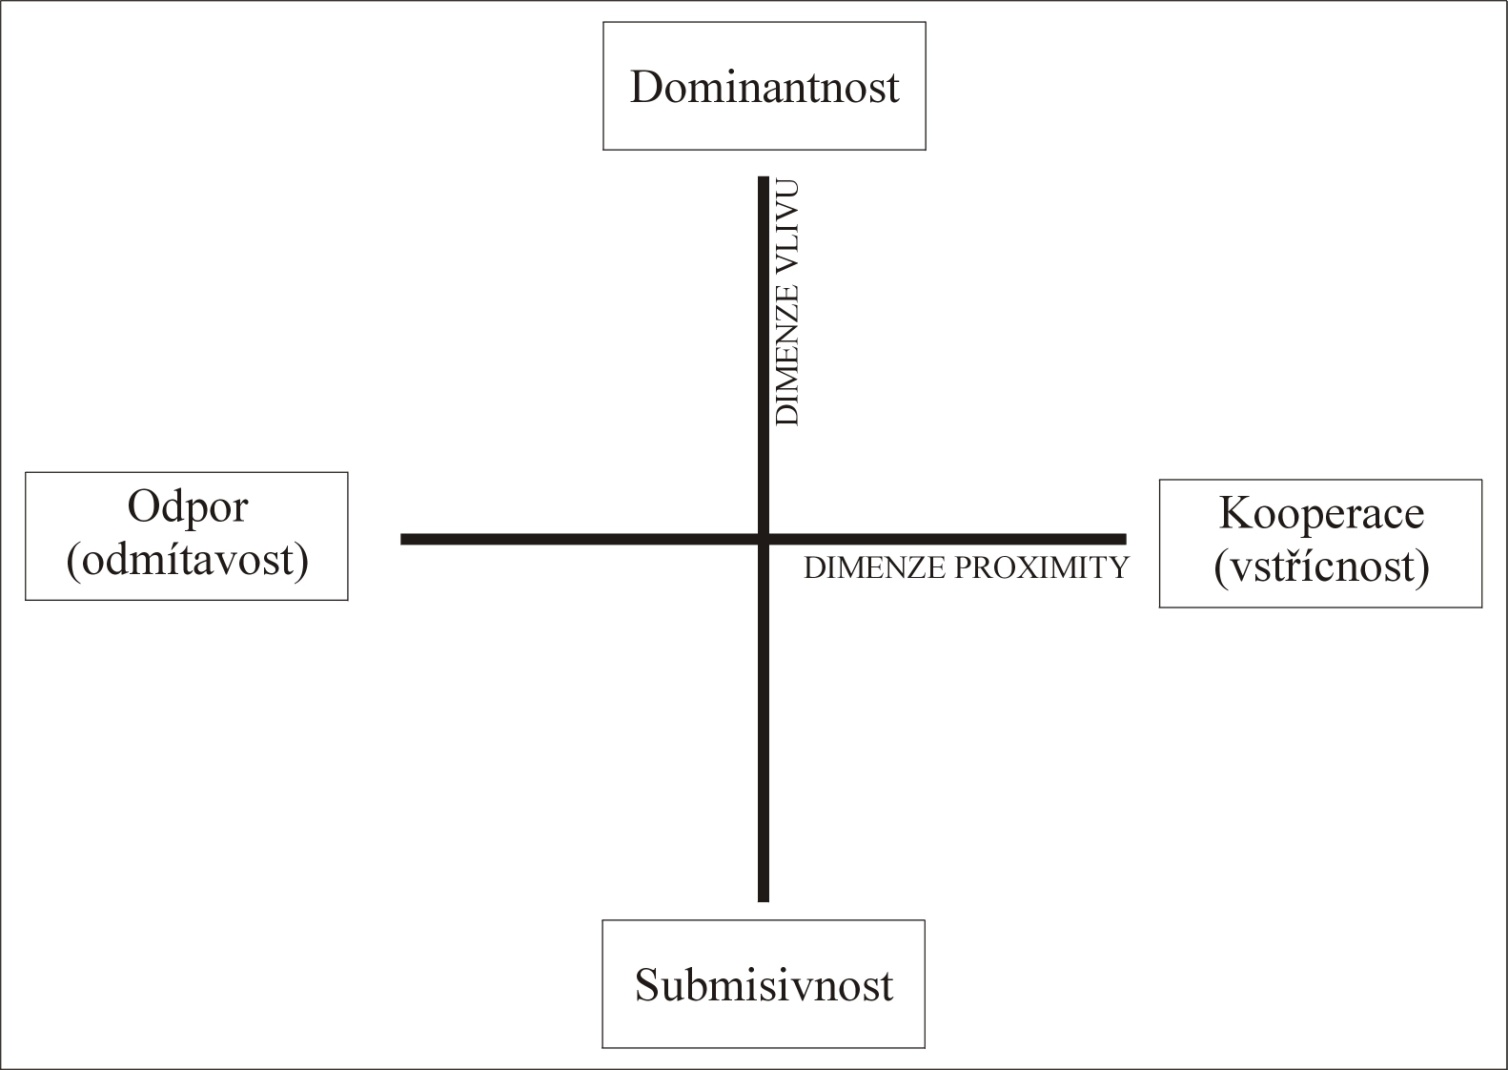 Dominantnost
DIMENZE VLIVU
Odpor
(odmítavost)
Kooperace
(vstřícnost)
DIMENZE PROXIMITY
Submisivnost